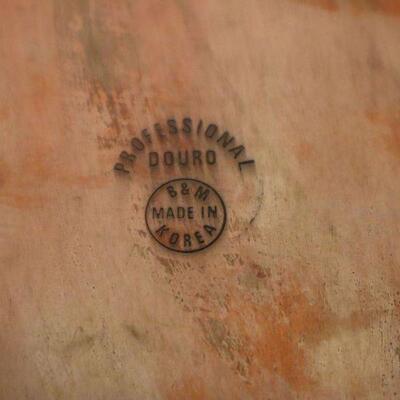 PROFESSIONAL
DOURO
B & M
MADE IN
KOREA